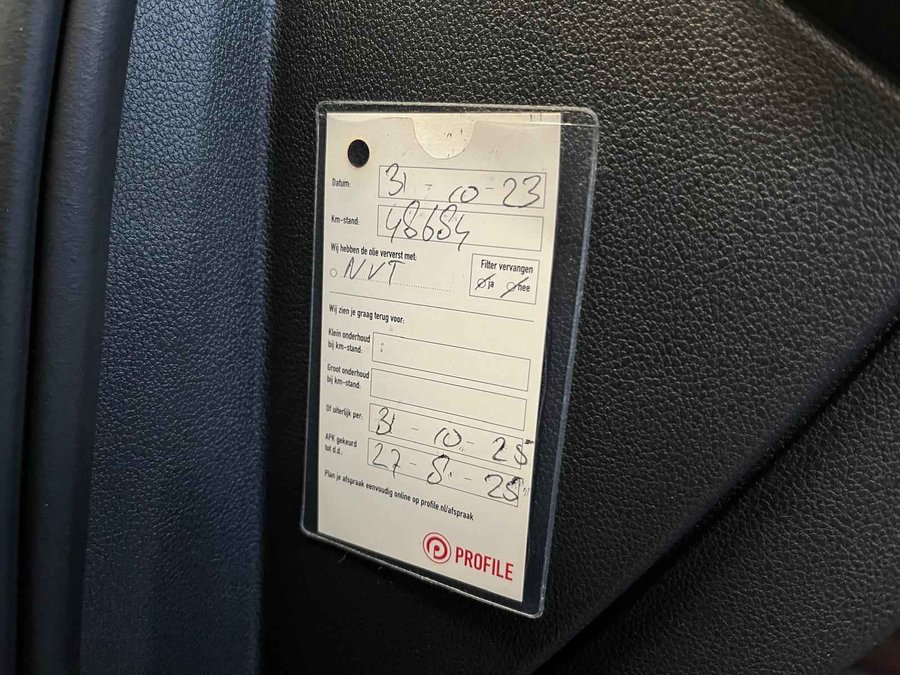 Datum: 31 - 10 - 23
Km-stand: 48684
Wij hebben de olie ververst met:
NVT
Filter vervangen
ja nee
Wij zien je graag terug voor:
Klein onderhoud
bij km-stand:
Groot onderhoud
bij km-stand:
Of uiterlijk per: 31 - 10 - 25
APK gekeurd
tot d.d.: 27 - 8 - 25
Plan je afspraak eenvoudig online op profile.nl/afspraak
PROFILE